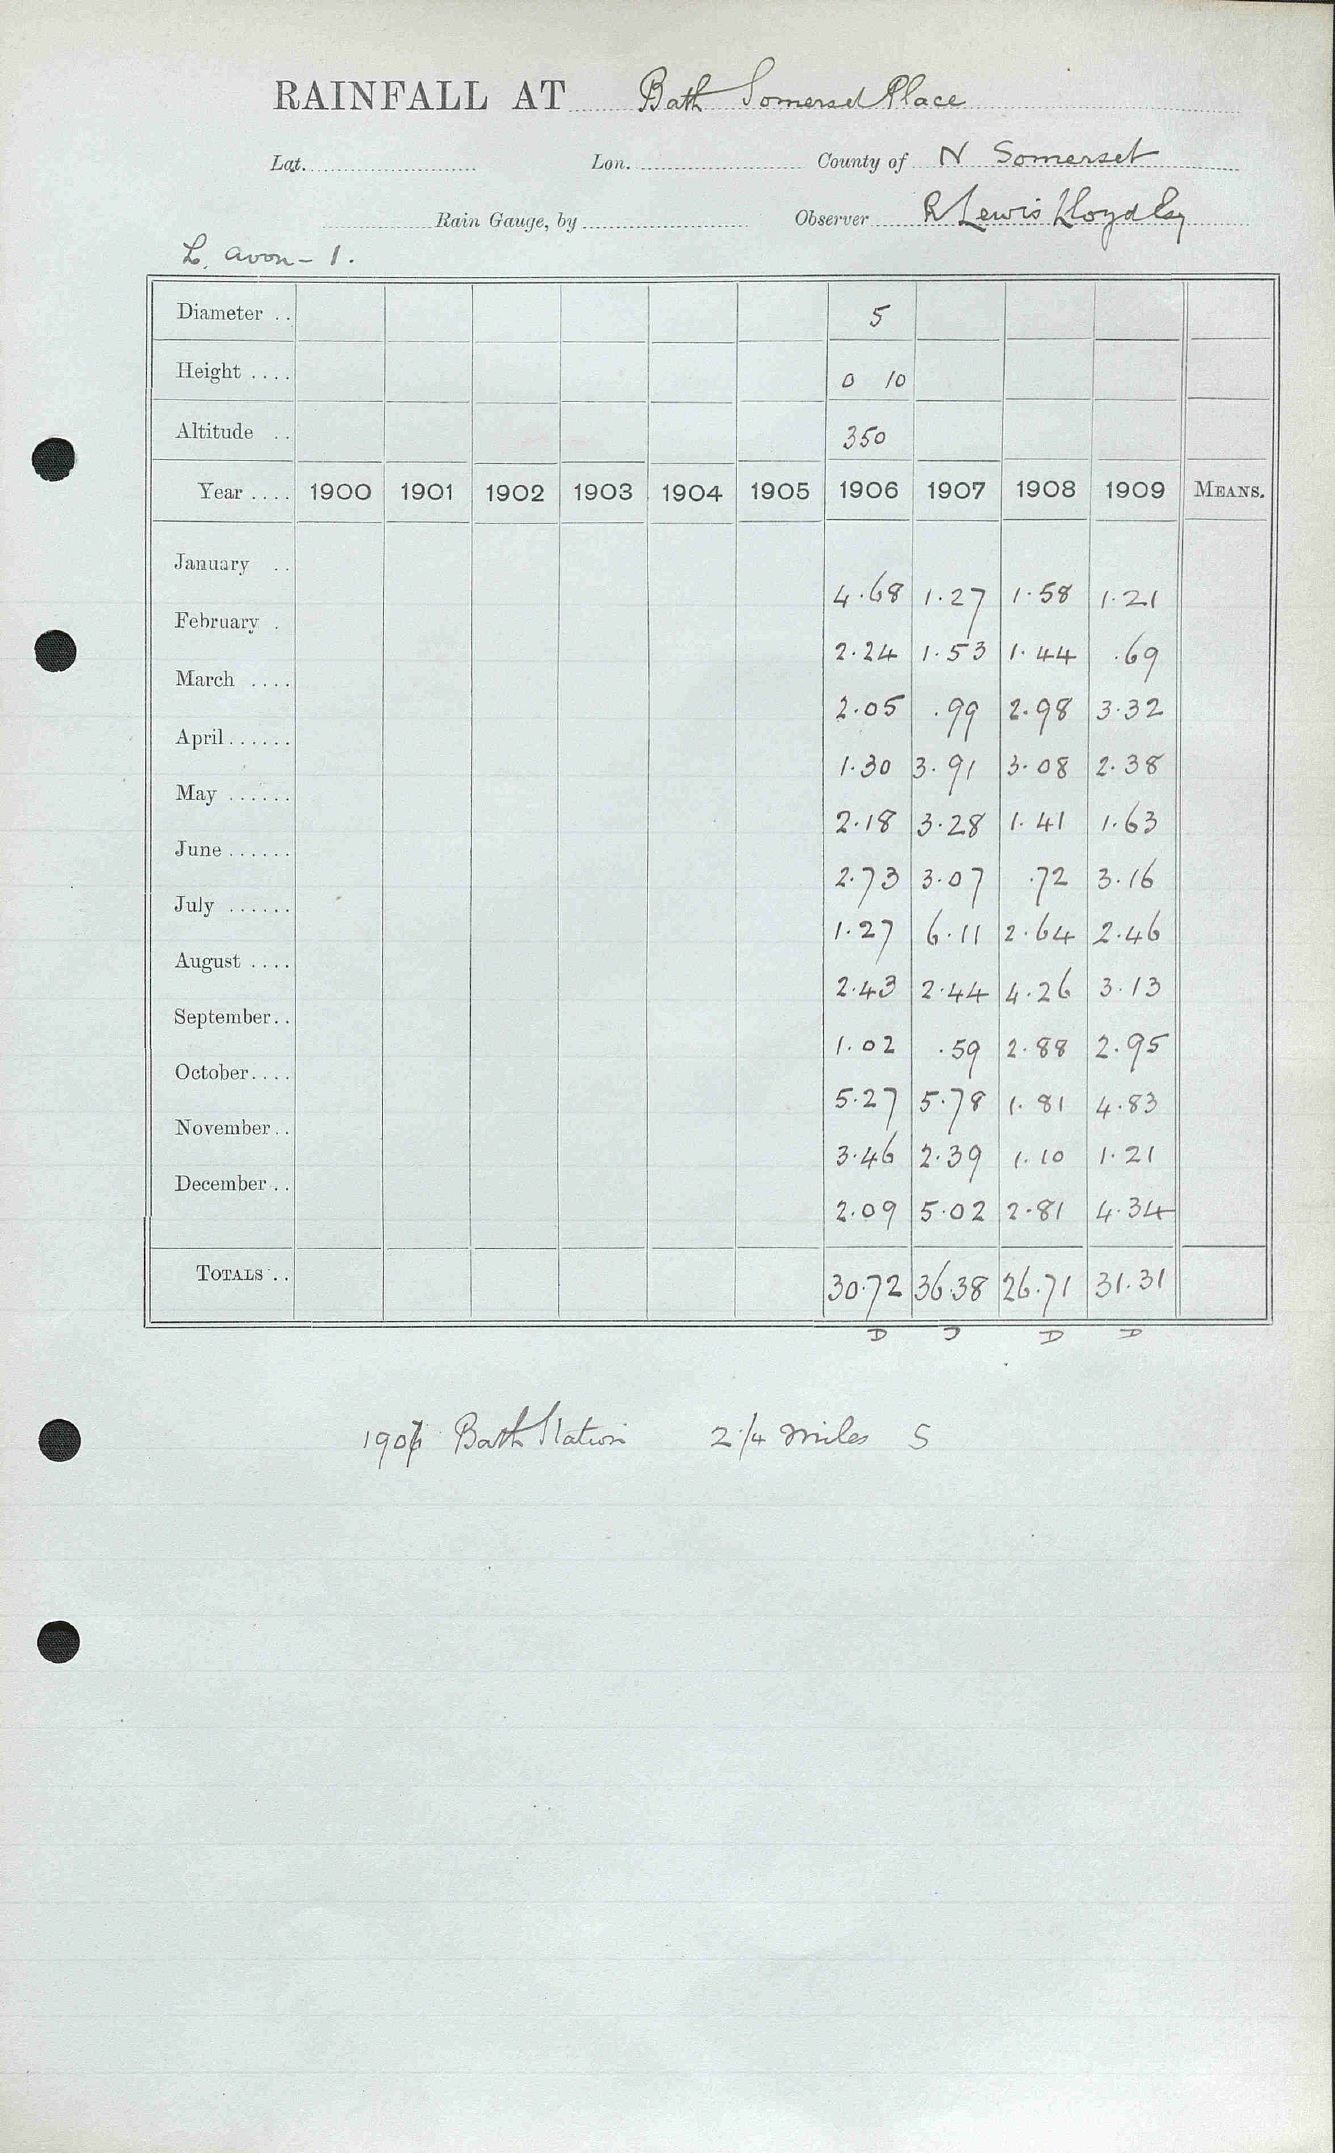 RAINFALL AT Bath Somerset Place
Lat. Lon. County of N Somerset
Rain Gauge, by Observer R Lewis Lloyd Esq
L. Avon - 1.
Diameter .. 5
Height .... 0 10
Altitude .. 350
Year .... 1900 1901 1902 1903 1904 1905 1906 1907 1908 1909 MEANS.
January .. 4.68 1.27 1.58 1.21
February . 2.24 1.53 1.44 .69
March .... 2.05 .99 2.98 3.32
April ...... 1.30 3.91 3.08 2.38
May ...... 2.18 3.28 1.41 1.63
June ...... 2.73 3.07 .72 3.16
July ...... 1.27 6.11 2.64 2.46
August .... 2.43 2.44 4.26 3.13
September .. 1.02 .59 2.88 2.95
October .... 5.27 5.78 1.81 4.83
November .. 3.46 2.39 1.10 1.21
December .. 2.09 5.02 2.81 4.34
TOTALS .. 30.72 36.38 26.71 31.31
D D D
Bath Station 2 1/4 miles S